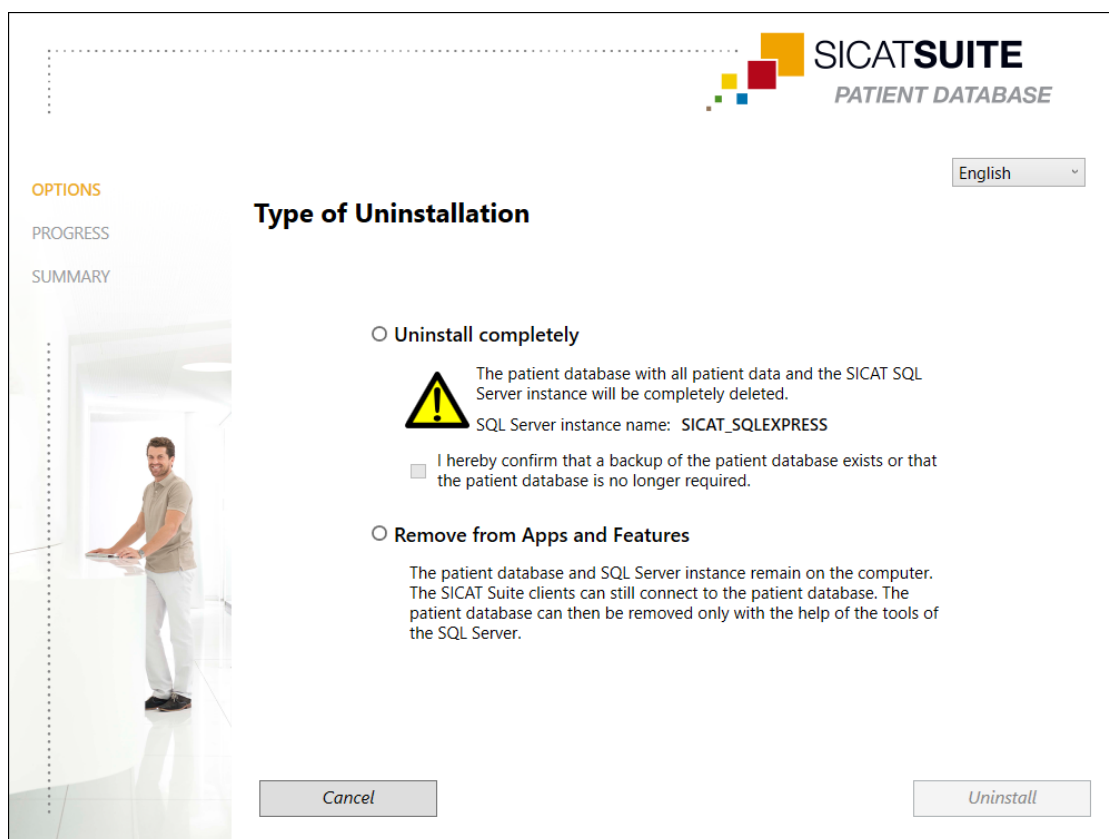 SICATSUITE
PATIENT DATABASE
English
OPTIONS
PROGRESS
SUMMARY
Type of Uninstallation
Uninstall completely
The patient database with all patient data and the SICAT SQL
Server instance will be completely deleted.
SQL Server instance name: SICAT_SQLEXPRESS
I hereby confirm that a backup of the patient database exists or that
the patient database is no longer required.
Remove from Apps and Features
The patient database and SQL Server instance remain on the computer.
The SICAT Suite clients can still connect to the patient database. The
patient database can then be removed only with the help of the tools of
the SQL Server.
Cancel
Uninstall